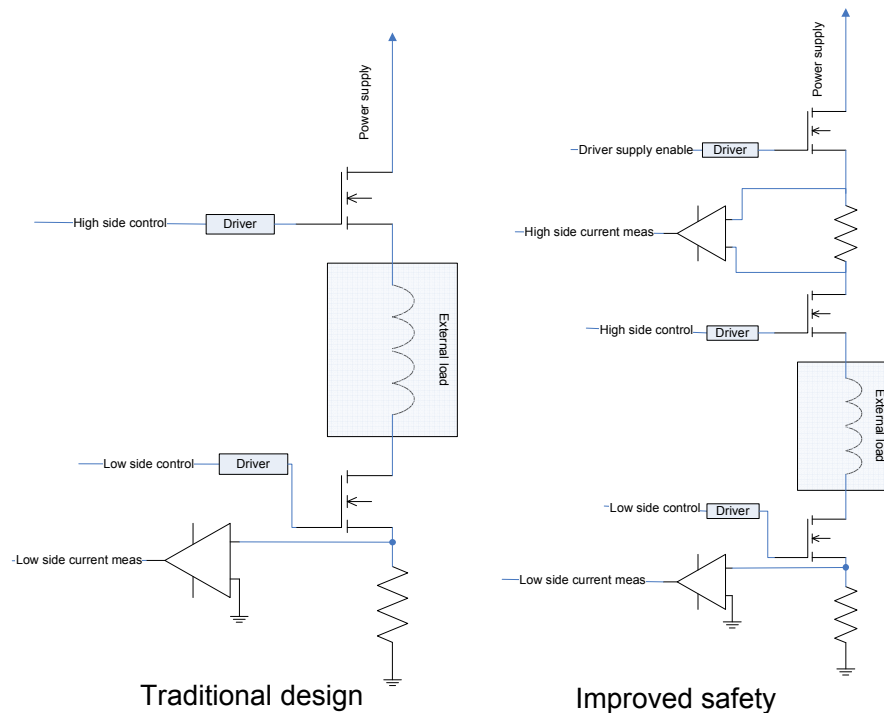 Power supply
High side control
Driver
External load
Low side control
Driver
Low side current meas
Traditional design
Power supply
Driver supply enable
Driver
High side current meas
High side control
Driver
External load
Low side control
Driver
Low side current meas
Improved safety